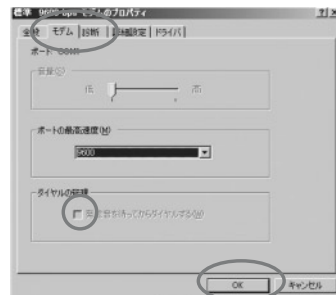 標準 9600 bps モデムのプロパティ
全般 モデム 診断 詳細設定 ドライバ
ポート: COM1
音量(S)
低 高
ポートの最高速度(M)
9600
ダイヤルの管理
発信音を待ってからダイヤルする(W)
OK キャンセル